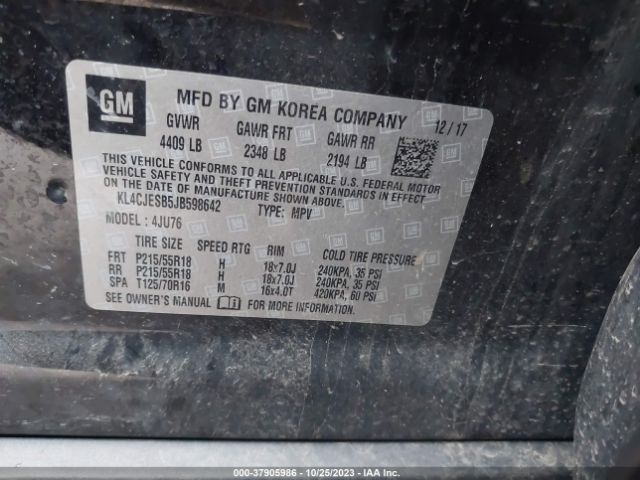 GM
MFD BY GM KOREA COMPANY 12/17
GVWR GAWR FRT GAWR RR
4409 LB 2348 LB 2194 LB
THIS VEHICLE CONFORMS TO ALL APPLICABLE U.S. FEDERAL MOTOR
VEHICLE SAFETY AND THEFT PREVENTION STANDARDS IN EFFECT
ON THE DATE OF MANUFACTURE SHOWN ABOVE.
KL4CJESB5JB598642 TYPE: MPV
MODEL: 4JU76
TIRE SIZE SPEED RTG RIM COLD TIRE PRESSURE
FRT P215/55R18 H 18x7.0J 240KPA, 35 PSI
RR P215/55R18 H 18x7.0J 240KPA, 35 PSI
SPA T125/70R16 M 16x4.0T 420KPA, 60 PSI
SEE OWNER'S MANUAL FOR MORE INFORMATION.
000-37905986 - 10/25/2023 - IAA Inc.